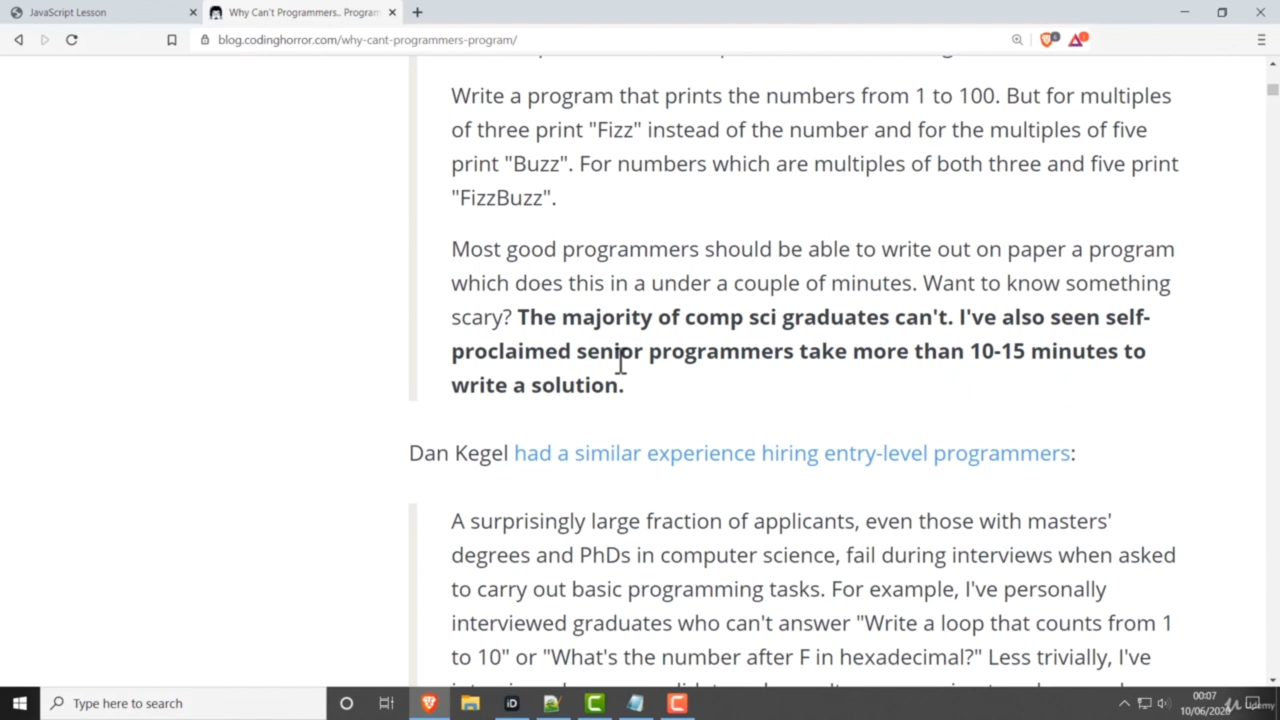 JavaScript Lesson
Why Can't Programmers.. Program
blog.codinghorror.com/why-cant-programmers-program/
Write a program that prints the numbers from 1 to 100. But for multiples
of three print "Fizz" instead of the number and for the multiples of five
print "Buzz". For numbers which are multiples of both three and five print
"FizzBuzz".
Most good programmers should be able to write out on paper a program
which does this in a under a couple of minutes. Want to know something
scary? The majority of comp sci graduates can't. I've also seen self-
proclaimed senior programmers take more than 10-15 minutes to
write a solution.
Dan Kegel had a similar experience hiring entry-level programmers:
A surprisingly large fraction of applicants, even those with masters'
degrees and PhDs in computer science, fail during interviews when asked
to carry out basic programming tasks. For example, I've personally
interviewed graduates who can't answer "Write a loop that counts from 1
to 10" or "What's the number after F in hexadecimal?" Less trivially, I've
Type here to search
00:07
10/06/2020
Udemy